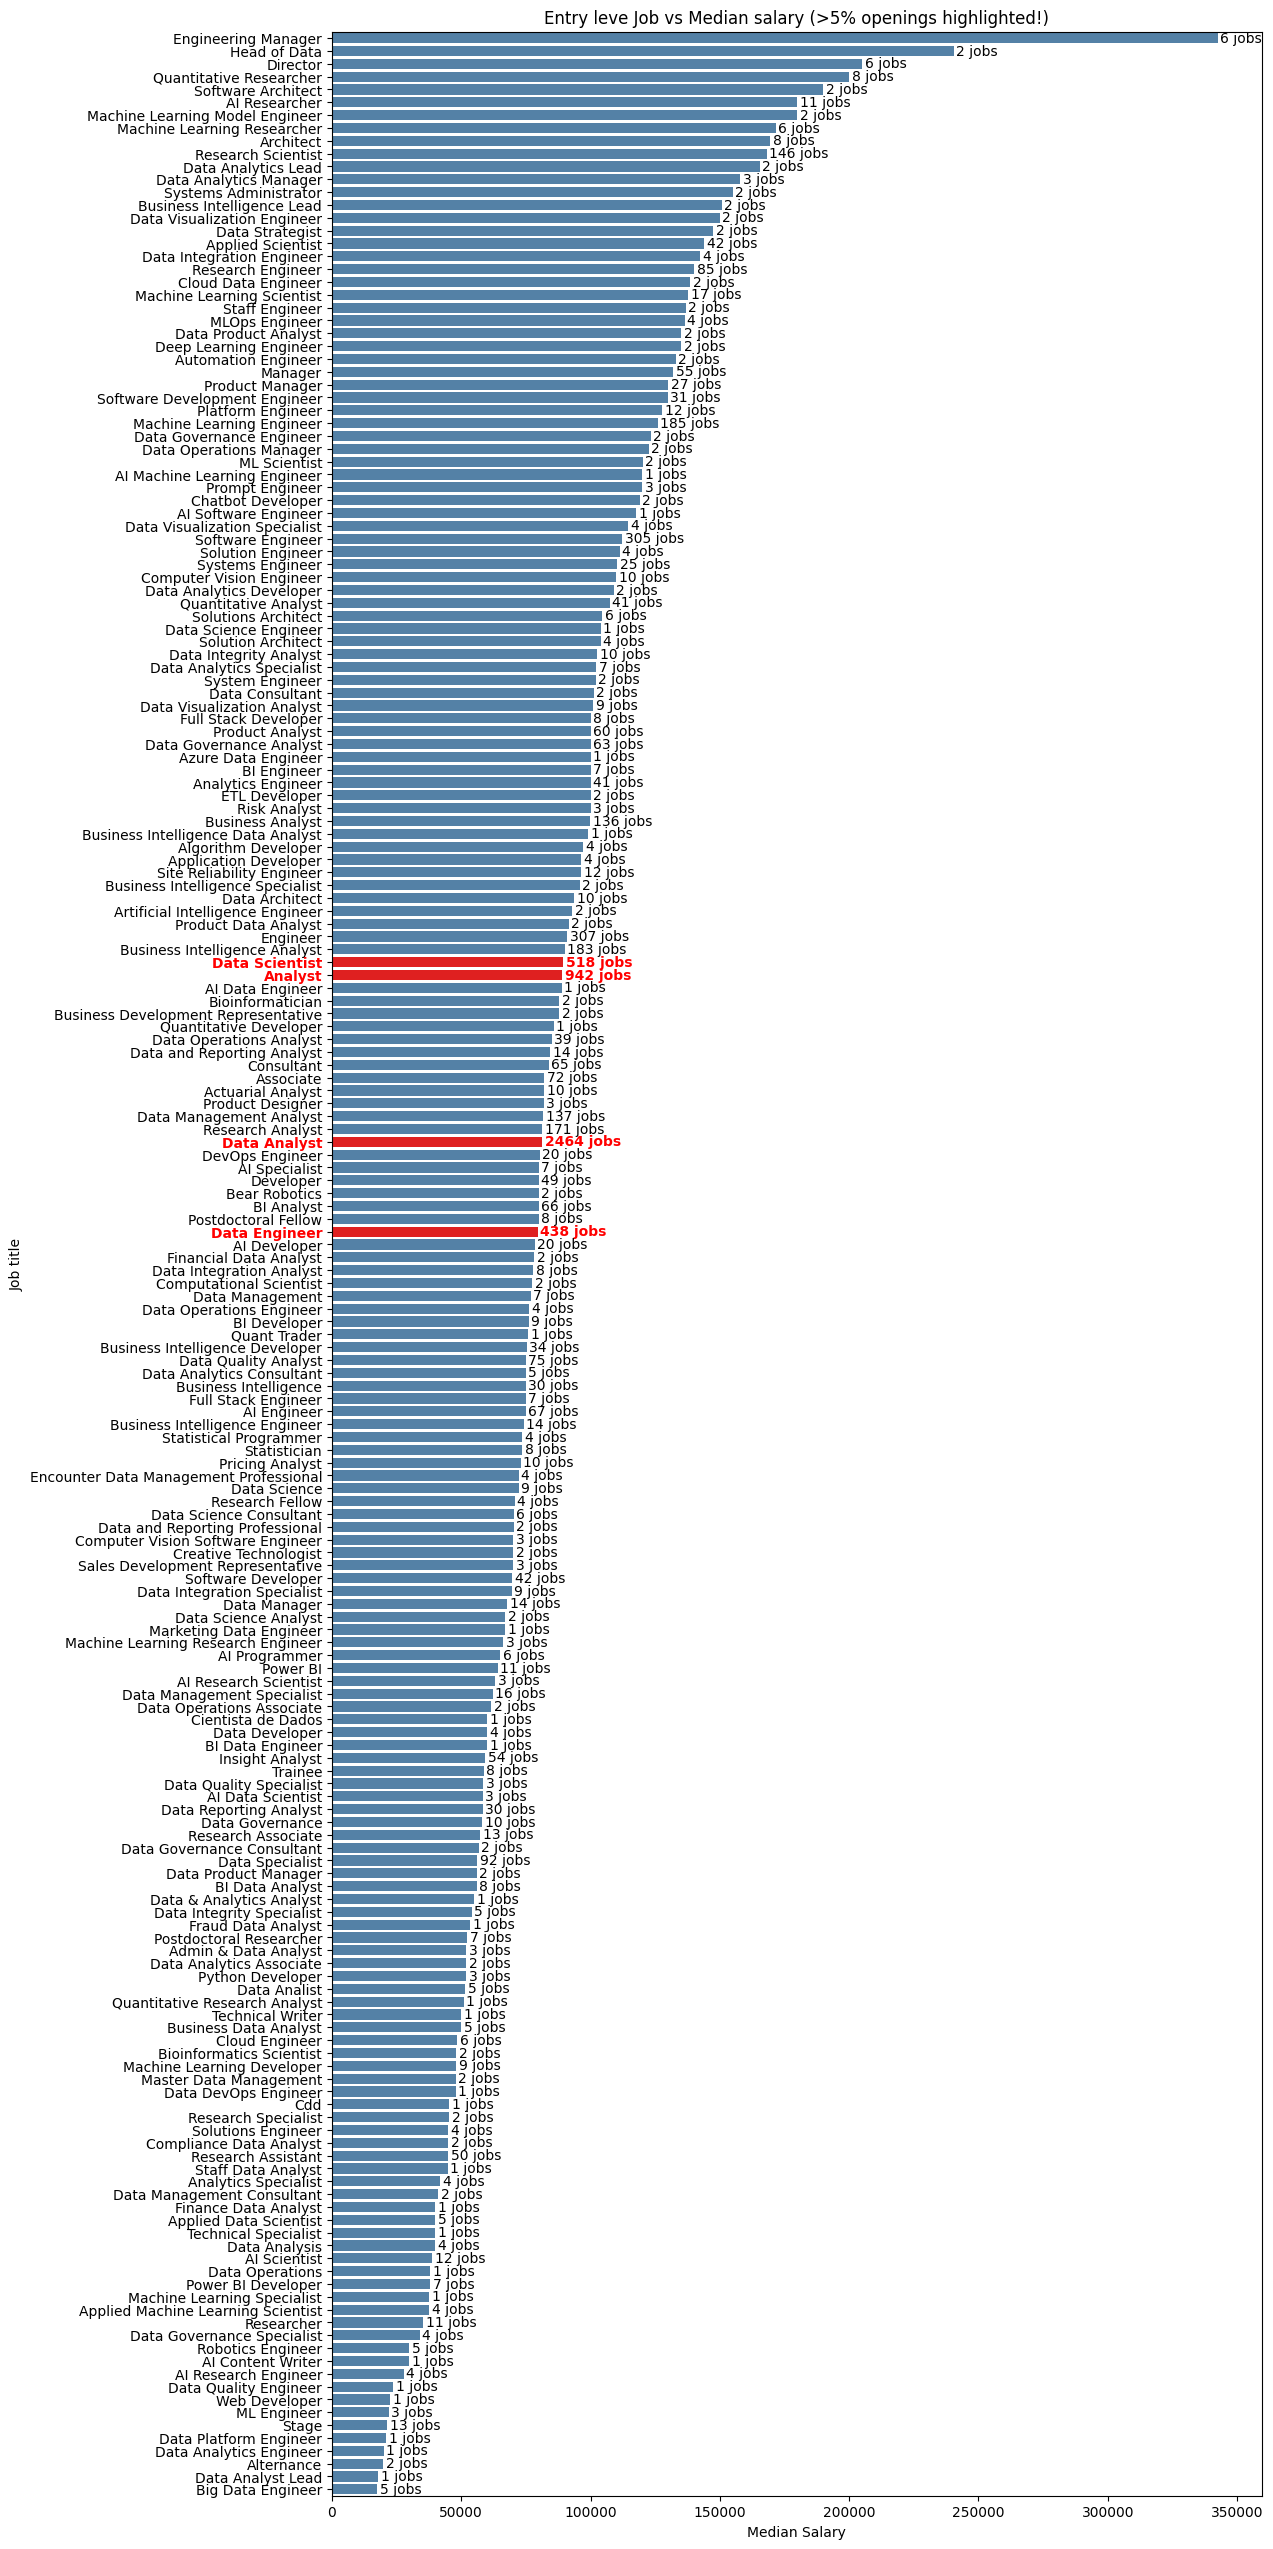 Entry leve Job vs Median salary (>5% openings highlighted!)
Engineering Manager 6 jobs
Head of Data 2 jobs
Director 6 jobs
Quantitative Researcher 8 jobs
Software Architect 2 jobs
AI Researcher 11 jobs
Machine Learning Model Engineer 2 jobs
Machine Learning Researcher 6 jobs
Architect 8 jobs
Research Scientist 146 jobs
Data Analytics Lead 2 jobs
Data Analytics Manager 3 jobs
Systems Administrator 2 jobs
Business Intelligence Lead 2 jobs
Data Visualization Engineer 2 jobs
Data Strategist 2 jobs
Applied Scientist 42 jobs
Data Integration Engineer 4 jobs
Research Engineer 85 jobs
Cloud Data Engineer 2 jobs
Machine Learning Scientist 17 jobs
Staff Engineer 2 jobs
MLOps Engineer 4 jobs
Data Product Analyst 2 jobs
Deep Learning Engineer 2 jobs
Automation Engineer 2 jobs
Manager 55 jobs
Product Manager 27 jobs
Software Development Engineer 31 jobs
Platform Engineer 12 jobs
Machine Learning Engineer 185 jobs
Data Governance Engineer 2 jobs
Data Operations Manager 2 jobs
ML Scientist 2 jobs
AI Machine Learning Engineer 1 jobs
Prompt Engineer 3 jobs
Chatbot Developer 2 jobs
AI Software Engineer 1 jobs
Data Visualization Specialist 4 jobs
Software Engineer 305 jobs
Solution Engineer 4 jobs
Systems Engineer 25 jobs
Computer Vision Engineer 10 jobs
Data Analytics Developer 2 jobs
Quantitative Analyst 41 jobs
Solutions Architect 6 jobs
Data Science Engineer 1 jobs
Solution Architect 4 jobs
Data Integrity Analyst 10 jobs
Data Analytics Specialist 7 jobs
System Engineer 2 jobs
Data Consultant 2 jobs
Data Visualization Analyst 9 jobs
Full Stack Developer 8 jobs
Product Analyst 60 jobs
Data Governance Analyst 63 jobs
Azure Data Engineer 1 jobs
BI Engineer 7 jobs
Analytics Engineer 41 jobs
ETL Developer 2 jobs
Risk Analyst 3 jobs
Business Analyst 136 jobs
Business Intelligence Data Analyst 1 jobs
Algorithm Developer 4 jobs
Application Developer 4 jobs
Site Reliability Engineer 12 jobs
Business Intelligence Specialist 2 jobs
Data Architect 10 jobs
Artificial Intelligence Engineer 2 jobs
Product Data Analyst 2 jobs
Engineer 307 jobs
Business Intelligence Analyst 183 jobs
Data Scientist 518 jobs
Analyst 942 jobs
AI Data Engineer 1 jobs
Bioinformatician 2 jobs
Business Development Representative 2 jobs
Quantitative Developer 1 jobs
Data Operations Analyst 39 jobs
Data and Reporting Analyst 14 jobs
Consultant 65 jobs
Associate 72 jobs
Actuarial Analyst 10 jobs
Product Designer 3 jobs
Data Management Analyst 137 jobs
Research Analyst 171 jobs
Data Analyst 2464 jobs
DevOps Engineer 20 jobs
AI Specialist 7 jobs
Developer 49 jobs
Bear Robotics 2 jobs
BI Analyst 66 jobs
Postdoctoral Fellow 8 jobs
Data Engineer 438 jobs
AI Developer 20 jobs
Financial Data Analyst 2 jobs
Data Integration Analyst 8 jobs
Computational Scientist 2 jobs
Data Management 7 jobs
Data Operations Engineer 4 jobs
BI Developer 9 jobs
Quant Trader 1 jobs
Business Intelligence Developer 34 jobs
Data Quality Analyst 75 jobs
Data Analytics Consultant 5 jobs
Business Intelligence 30 jobs
Full Stack Engineer 7 jobs
AI Engineer 67 jobs
Business Intelligence Engineer 14 jobs
Statistical Programmer 4 jobs
Statistician 8 jobs
Pricing Analyst 10 jobs
Encounter Data Management Professional 4 jobs
Data Science 9 jobs
Research Fellow 4 jobs
Data Science Consultant 6 jobs
Data and Reporting Professional 2 jobs
Computer Vision Software Engineer 3 jobs
Creative Technologist 2 jobs
Sales Development Representative 3 jobs
Software Developer 42 jobs
Data Integration Specialist 9 jobs
Data Manager 14 jobs
Data Science Analyst 2 jobs
Marketing Data Engineer 1 jobs
Machine Learning Research Engineer 3 jobs
AI Programmer 6 jobs
Power BI 11 jobs
AI Research Scientist 3 jobs
Data Management Specialist 16 jobs
Data Operations Associate 2 jobs
Cientista de Dados 1 jobs
Data Developer 4 jobs
BI Data Engineer 1 jobs
Insight Analyst 54 jobs
Trainee 8 jobs
Data Quality Specialist 3 jobs
AI Data Scientist 3 jobs
Data Reporting Analyst 30 jobs
Data Governance 10 jobs
Research Associate 13 jobs
Data Governance Consultant 2 jobs
Data Specialist 92 jobs
Data Product Manager 2 jobs
BI Data Analyst 8 jobs
Data & Analytics Analyst 1 jobs
Data Integrity Specialist 5 jobs
Fraud Data Analyst 1 jobs
Postdoctoral Researcher 7 jobs
Admin & Data Analyst 3 jobs
Data Analytics Associate 2 jobs
Python Developer 3 jobs
Data Analist 5 jobs
Quantitative Research Analyst 1 jobs
Technical Writer 1 jobs
Business Data Analyst 5 jobs
Cloud Engineer 6 jobs
Bioinformatics Scientist 2 jobs
Machine Learning Developer 9 jobs
Master Data Management 2 jobs
Data DevOps Engineer 1 jobs
Cdd 1 jobs
Research Specialist 2 jobs
Solutions Engineer 4 jobs
Compliance Data Analyst 2 jobs
Research Assistant 50 jobs
Staff Data Analyst 1 jobs
Analytics Specialist 4 jobs
Data Management Consultant 2 jobs
Finance Data Analyst 1 jobs
Applied Data Scientist 5 jobs
Technical Specialist 1 jobs
Data Analysis 4 jobs
AI Scientist 12 jobs
Data Operations 1 jobs
Power BI Developer 7 jobs
Machine Learning Specialist 1 jobs
Applied Machine Learning Scientist 4 jobs
Researcher 11 jobs
Data Governance Specialist 4 jobs
Robotics Engineer 5 jobs
AI Content Writer 1 jobs
AI Research Engineer 4 jobs
Data Quality Engineer 1 jobs
Web Developer 1 jobs
ML Engineer 3 jobs
Stage 13 jobs
Data Platform Engineer 1 jobs
Data Analytics Engineer 1 jobs
Alternance 2 jobs
Data Analyst Lead 1 jobs
Big Data Engineer 5 jobs
0 50000 100000 150000 200000 250000 300000 350000
Median Salary
Job title